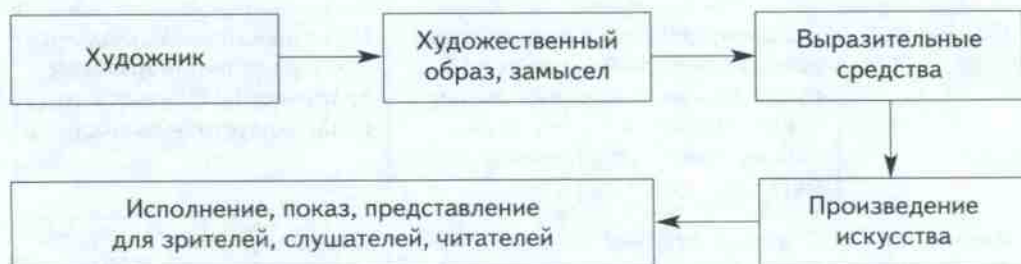 Художник
Художественный
образ, замысел
Выразительные
средства
Произведение
искусства
Исполнение, показ, представление
для зрителей, слушателей, читателей